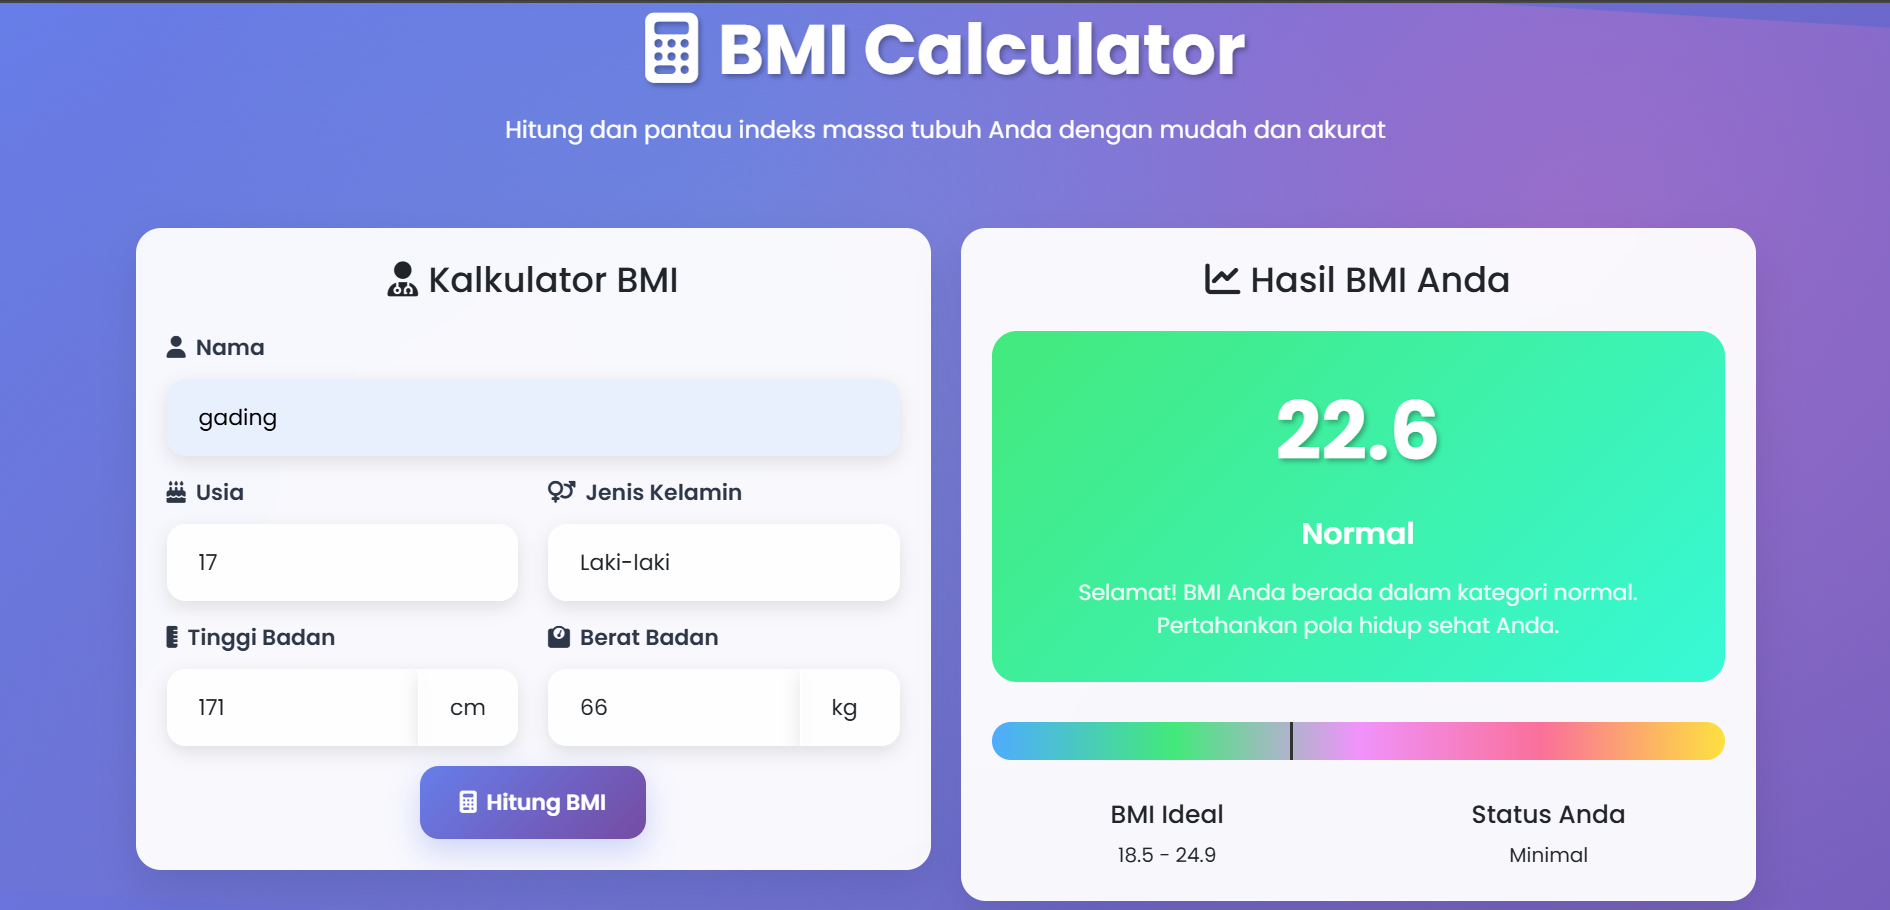 BMI Calculator
Hitung dan pantau indeks massa tubuh Anda dengan mudah dan akurat
Kalkulator BMI
Nama
gading
Usia
Jenis Kelamin
17
Laki-laki
Tinggi Badan
Berat Badan
171 cm
66 kg
Hitung BMI
Hasil BMI Anda
22.6
Normal
Selamat! BMI Anda berada dalam kategori normal.
Pertahankan pola hidup sehat Anda.
BMI Ideal
18.5 - 24.9
Status Anda
Minimal